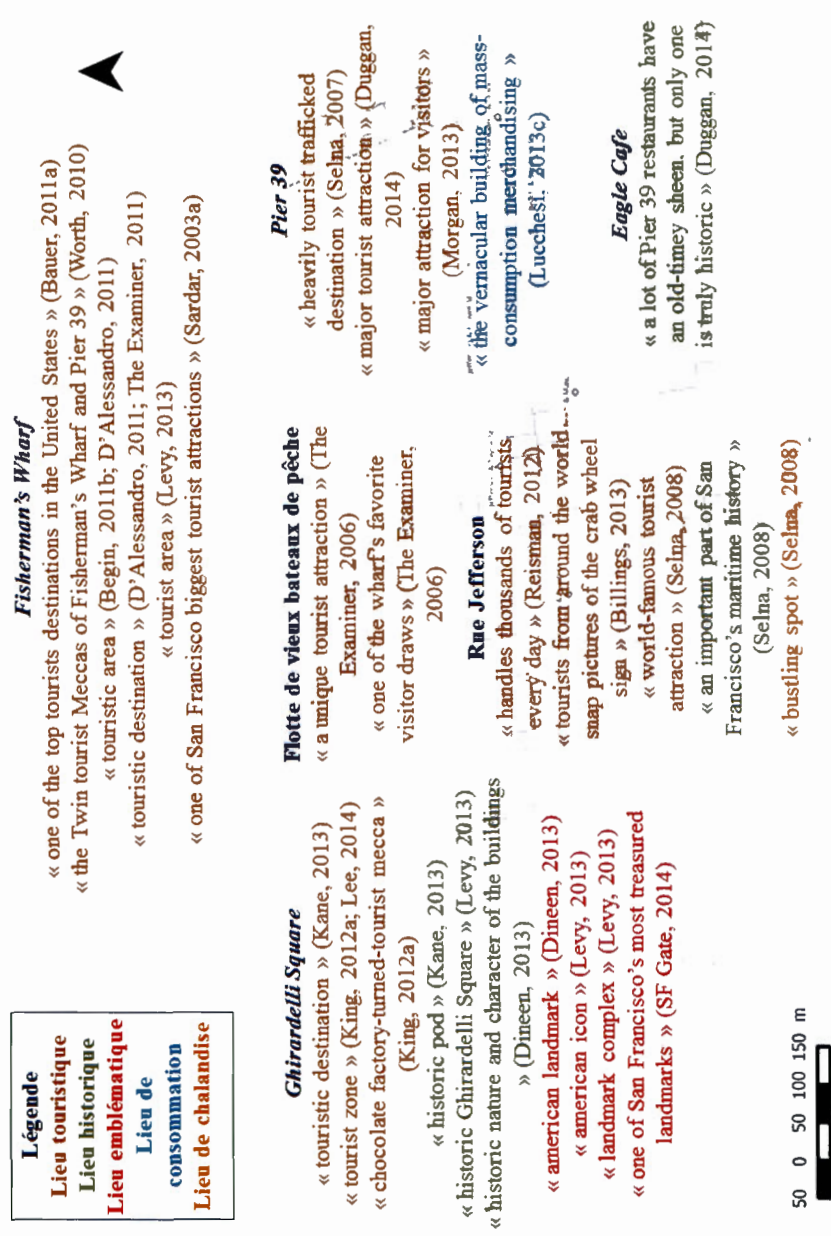 Légende
Lieu touristique
Lieu historique
Lieu emblématique
Lieu de
consommation
Lieu de chalandise
Fisherman's Wharf
« one of the top tourists destinations in the United States » (Bauer, 2011a)
« the Twin tourist Meccas of Fisherman's Wharf and Pier 39 » (Worth, 2010)
« touristic area » (Begin, 2011b; D'Alessandro, 2011)
« touristic destination » (D'Alessandro, 2011; The Examiner, 2011)
« tourist area » (Levy, 2013)
« one of San Francisco biggest tourist attractions » (Sardar, 2003a)
Ghirardelli Square
« touristic destination » (Kane, 2013)
« tourist zone » (King, 2012a; Lee, 2014)
« chocolate factory-turned-tourist mecca »
(King, 2012a)
« historic pod » (Kane, 2013)
« historic Ghirardelli Square » (Levy, 2013)
« historic nature and character of the buildings
» (Dineen, 2013)
« american landmark » (Dineen, 2013)
« american icon » (Levy, 2013)
« landmark complex » (Levy, 2013)
« one of San Francisco's most treasured
landmarks » (SF Gate, 2014)
Flotte de vieux bateaux de pêche
« a unique tourist attraction » (The
Examiner, 2006)
« one of the wharf's favorite
visitor draws » (The Examiner,
2006)
Rue Jefferson
« handles thousands of tourists
every day » (Reisman, 2012)
« tourists from around the world
snap pictures of the crab wheel
sign » (Billings, 2013)
« world-famous tourist
attraction » (Selna, 2008)
« an important part of San
Francisco's maritime history »
(Selna, 2008)
« bustling spot » (Selna, 2008)
Pier 39
« heavily tourist trafficked
destination » (Selna, 2007)
« major tourist attraction » (Duggan,
2014)
« major attraction for visitors »
(Morgan, 2013)
« the vernacular building of mass-
consumption merchandising »
(Lucchesi, 2013c)
Eagle Cafe
« a lot of Pier 39 restaurants have
an old-timey sheen, but only one
is truly historic » (Duggan, 2014)
50 0 50 100 150 m